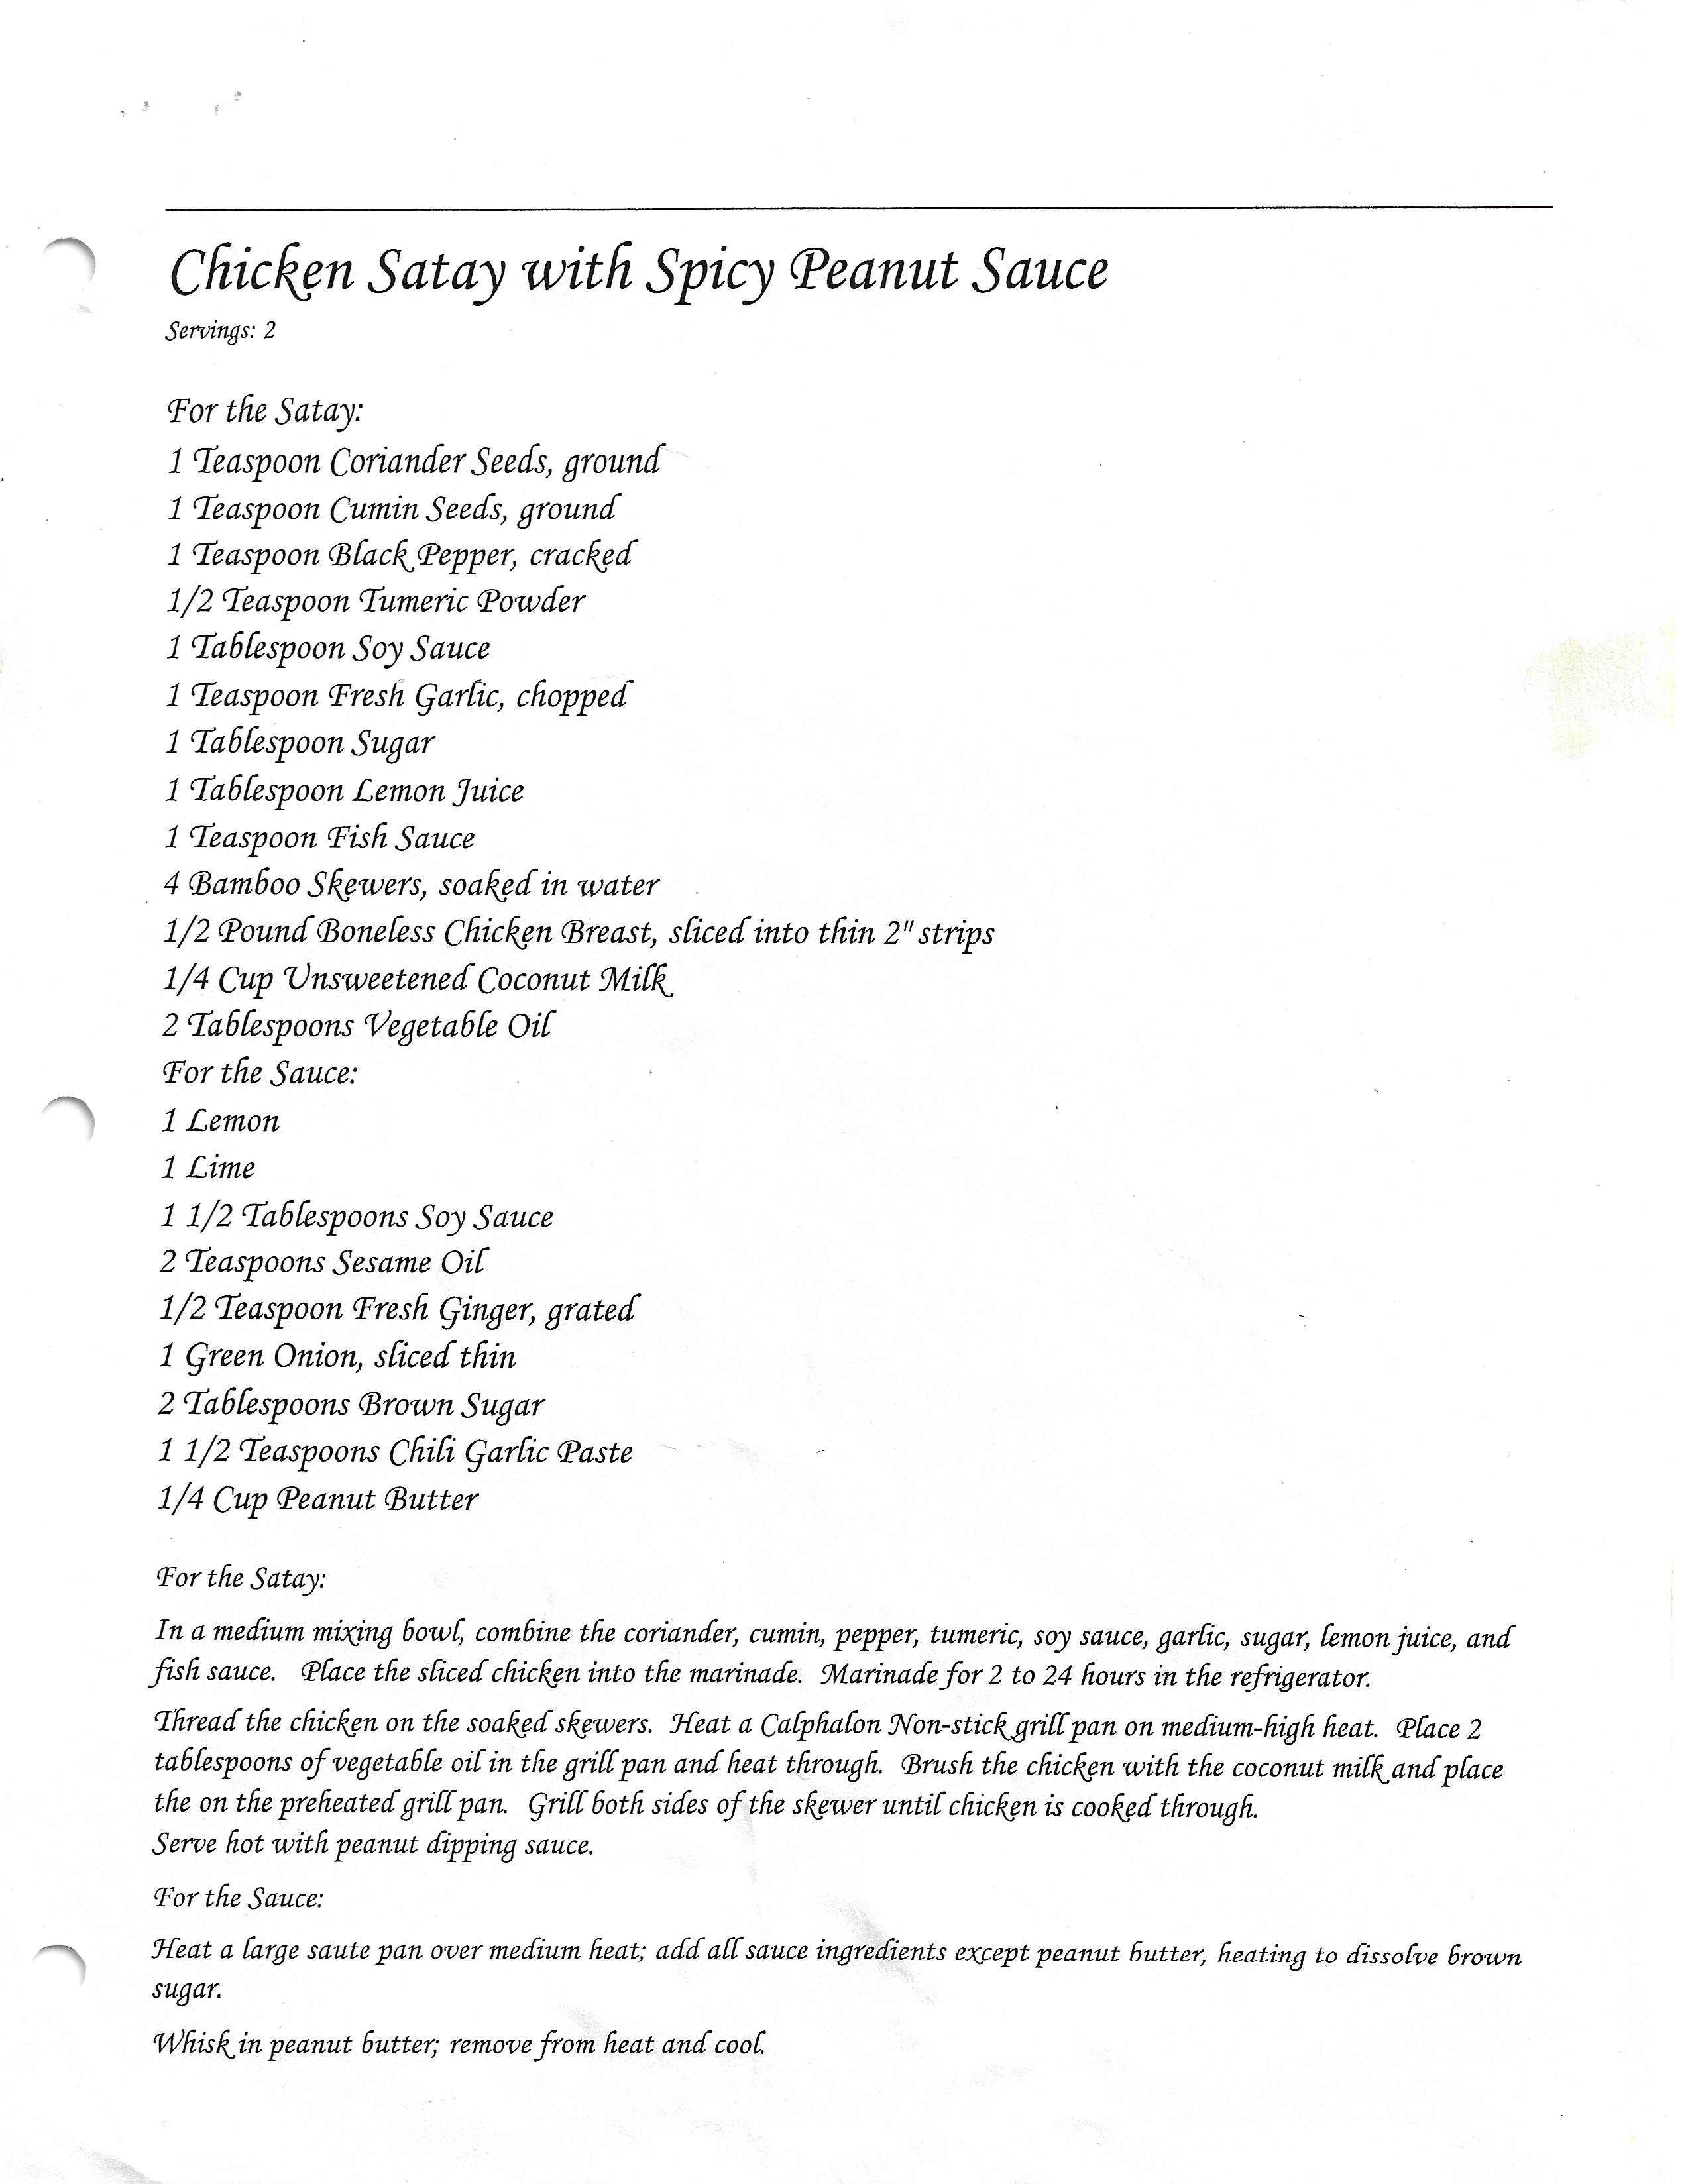 Chicken Satay with Spicy Peanut Sauce
Servings: 2
For the Satay:
1 Teaspoon Coriander Seeds, ground
1 Teaspoon Cumin Seeds, ground
1 Teaspoon Black Pepper, cracked
1/2 Teaspoon Tumeric Powder
1 Tablespoon Soy Sauce
1 Teaspoon Fresh Garlic, chopped
1 Tablespoon Sugar
1 Tablespoon Lemon Juice
1 Teaspoon Fish Sauce
4 Bamboo Skewers, soaked in water
1/2 Pound Boneless Chicken Breast, sliced into thin 2" strips
1/4 Cup Unsweetened Coconut Milk
2 Tablespoons Vegetable Oil
For the Sauce:
1 Lemon
1 Lime
1 1/2 Tablespoons Soy Sauce
2 Teaspoons Sesame Oil
1/2 Teaspoon Fresh Ginger, grated
1 Green Onion, sliced thin
2 Tablespoons Brown Sugar
1 1/2 Teaspoons Chili Garlic Paste
1/4 Cup Peanut Butter
For the Satay:
In a medium mixing bowl, combine the coriander, cumin, pepper, tumeric, soy sauce, garlic, sugar, lemon juice, and
fish sauce. Place the sliced chicken into the marinade. Marinade for 2 to 24 hours in the refrigerator.
Thread the chicken on the soaked skewers. Heat a Calphalon Non-stick grill pan on medium-high heat. Place 2
tablespoons of vegetable oil in the grill pan and heat through. Brush the chicken with the coconut milk and place
the on the preheated grill pan. Grill both sides of the skewer until chicken is cooked through.
Serve hot with peanut dipping sauce.
For the Sauce:
Heat a large saute pan over medium heat; add all sauce ingredients except peanut butter, heating to dissolve brown
sugar.
Whisk in peanut butter; remove from heat and cool.